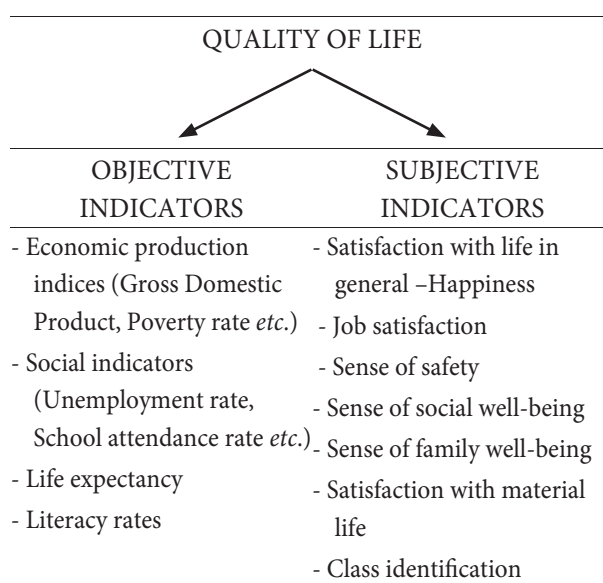 QUALITY OF LIFE
OBJECTIVE
INDICATORS
- Economic production
indices (Gross Domestic
Product, Poverty rate etc.)
- Social indicators
(Unemployment rate,
School attendance rate etc.)
- Life expectancy
- Literacy rates
SUBJECTIVE
INDICATORS
- Satisfaction with life in
general –Happiness
- Job satisfaction
- Sense of safety
- Sense of social well-being
- Sense of family well-being
- Satisfaction with material
life
- Class identification